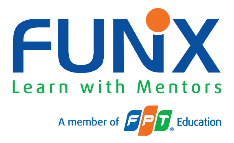 FUNiX
Learn with Mentors
A member of FPT Education